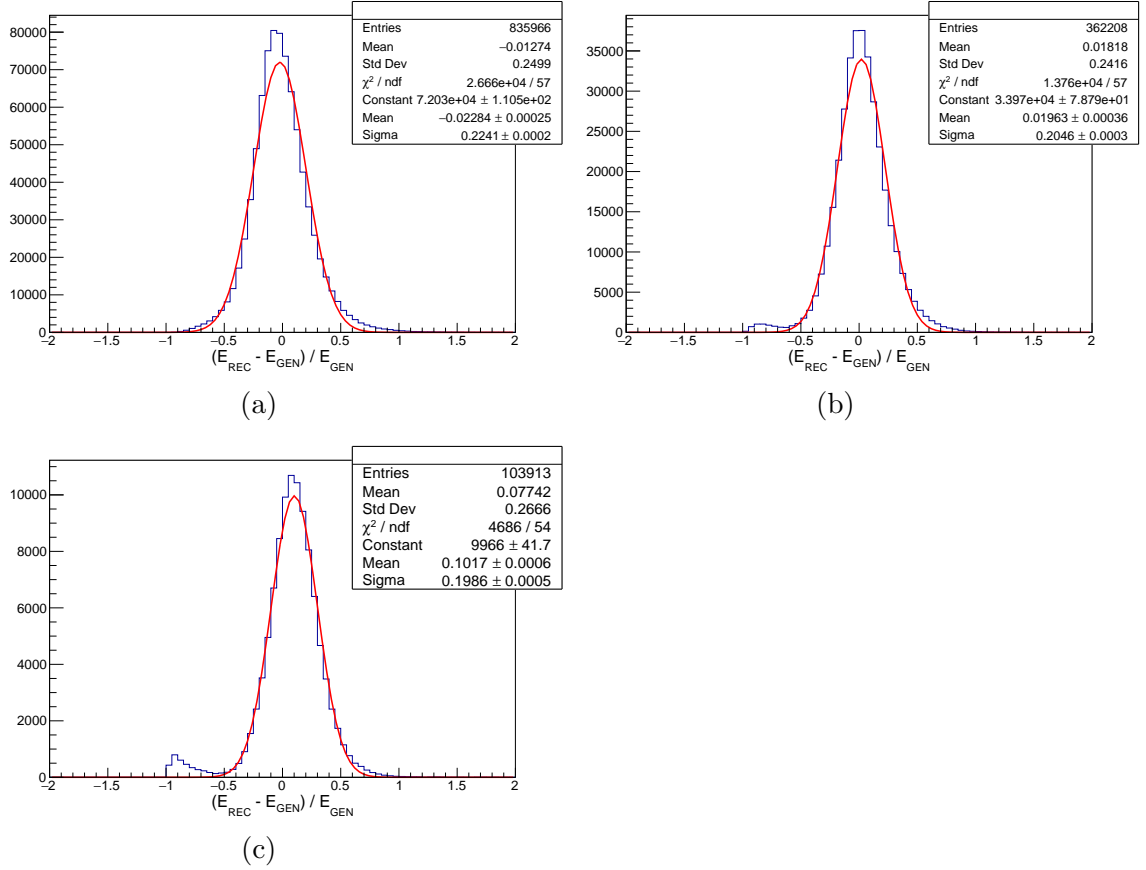 Entries 835966
Mean −0.01274
Std Dev 0.2499
χ² / ndf 2.666e+04 / 57
Constant 7.203e+04 ± 1.105e+02
Mean −0.02284 ± 0.00025
Sigma 0.2241 ± 0.0002
80000
70000
60000
50000
40000
30000
20000
10000
0
−2 −1.5 −1 −0.5 0 0.5 1 1.5 2
(E_REC - E_GEN) / E_GEN
(a)
Entries 362208
Mean 0.01818
Std Dev 0.2416
χ² / ndf 1.376e+04 / 57
Constant 3.397e+04 ± 7.879e+01
Mean 0.01963 ± 0.00036
Sigma 0.2046 ± 0.0003
35000
30000
25000
20000
15000
10000
5000
0
−2 −1.5 −1 −0.5 0 0.5 1 1.5 2
(E_REC - E_GEN) / E_GEN
(b)
Entries 103913
Mean 0.07742
Std Dev 0.2666
χ² / ndf 4686 / 54
Constant 9966 ± 41.7
Mean 0.1017 ± 0.0006
Sigma 0.1986 ± 0.0005
10000
8000
6000
4000
2000
0
−2 −1.5 −1 −0.5 0 0.5 1 1.5 2
(E_REC - E_GEN) / E_GEN
(c)